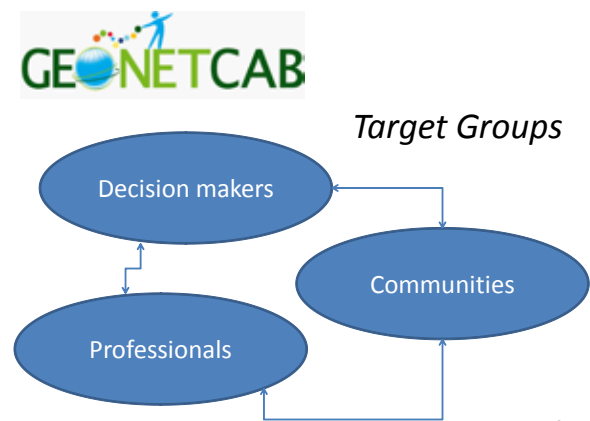 GEONETCAB
Target Groups
Decision makers
Communities
Professionals